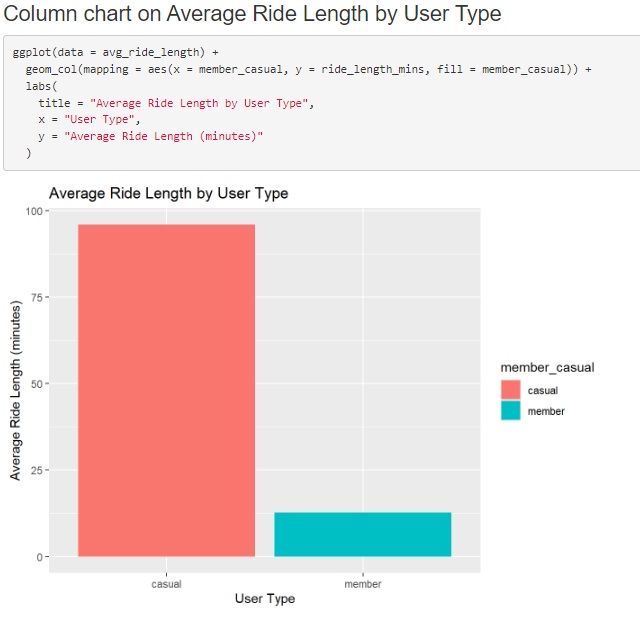 Column chart on Average Ride Length by User Type
ggplot(data = avg_ride_length) +
  geom_col(mapping = aes(x = member_casual, y = ride_length_mins, fill = member_casual)) +
  labs(
    title = "Average Ride Length by User Type",
    x = "User Type",
    y = "Average Ride Length (minutes)"
  )
Average Ride Length by User Type
100
75
50
25
0
Average Ride Length (minutes)
casual
member
User Type
member_casual
casual
member